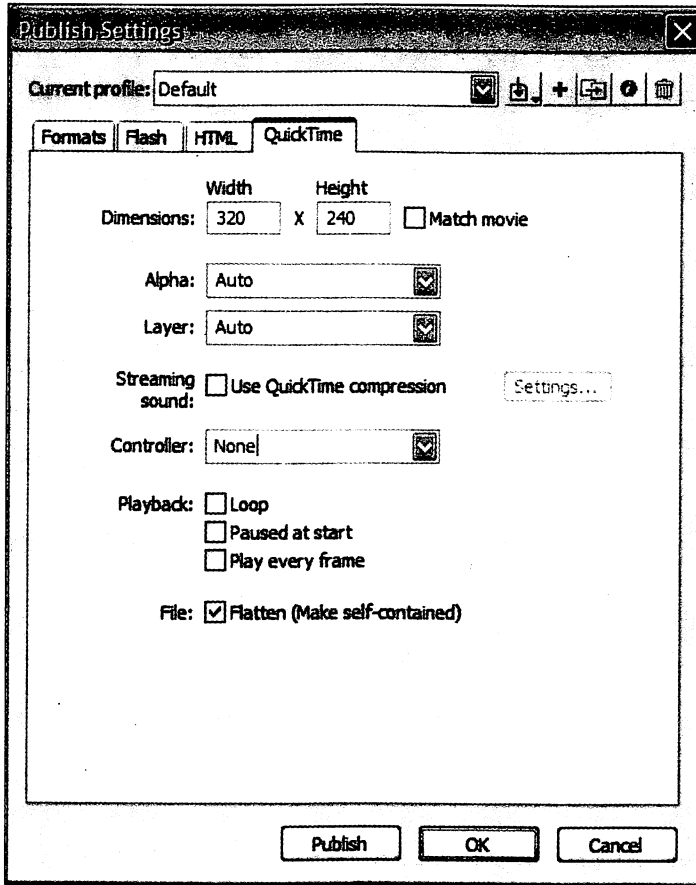 Publish Settings
Current profile: Default
Formats Flash HTML QuickTime
Width Height
Dimensions: 320 X 240 Match movie
Alpha: Auto
Layer: Auto
Streaming sound: Use QuickTime compression Settings...
Controller: None
Playback: Loop
Paused at start
Play every frame
File: Flatten (Make self-contained)
Publish OK Cancel